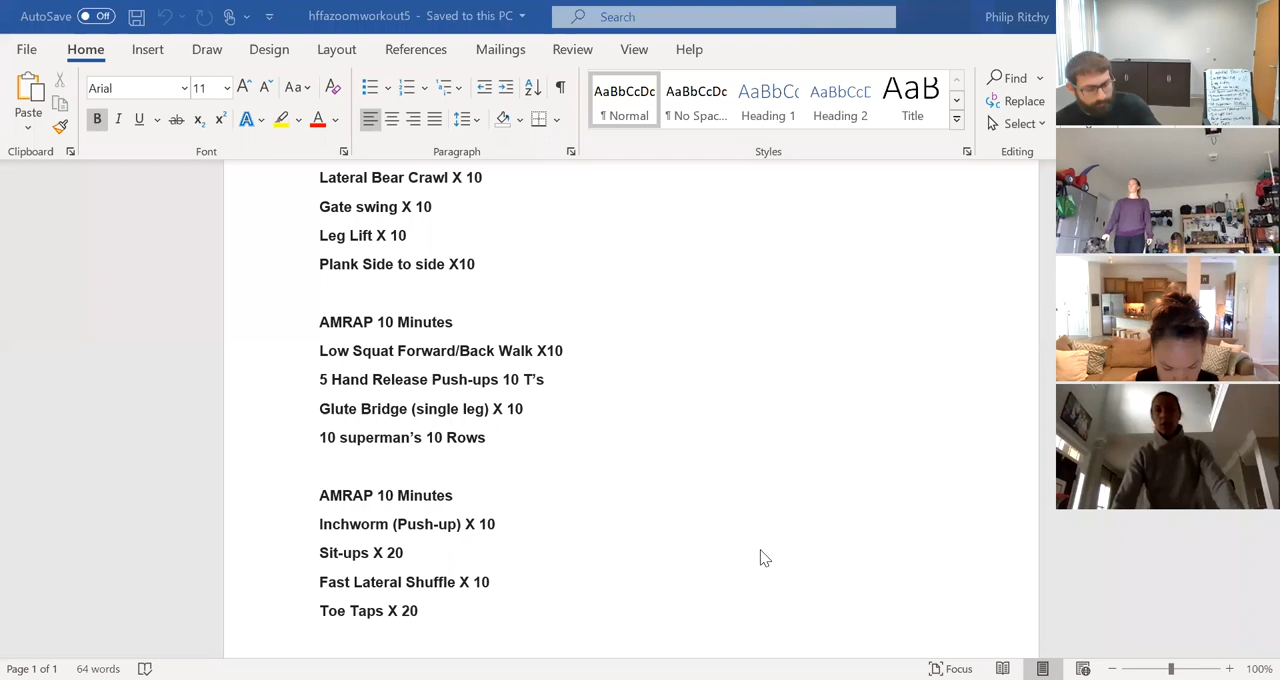 AutoSave Off hffazoomworkout5 - Saved to this PC Search Philip Ritchy
File Home Insert Draw Design Layout References Mailings Review View Help
Paste
Arial 11 Aa
B I U ab x₂ x² A A
AaBbCcDc AaBbCcDc AaBbCc AaBbCcD AaB
¶ Normal ¶ No Spac... Heading 1 Heading 2 Title
Find
Replace
Select
Clipboard Font Paragraph Styles Editing
Lateral Bear Crawl X 10
Gate swing X 10
Leg Lift X 10
Plank Side to side X10
AMRAP 10 Minutes
Low Squat Forward/Back Walk X10
5 Hand Release Push-ups 10 T’s
Glute Bridge (single leg) X 10
10 superman’s 10 Rows
AMRAP 10 Minutes
Inchworm (Push-up) X 10
Sit-ups X 20
Fast Lateral Shuffle X 10
Toe Taps X 20
Page 1 of 1 64 words Focus 100%